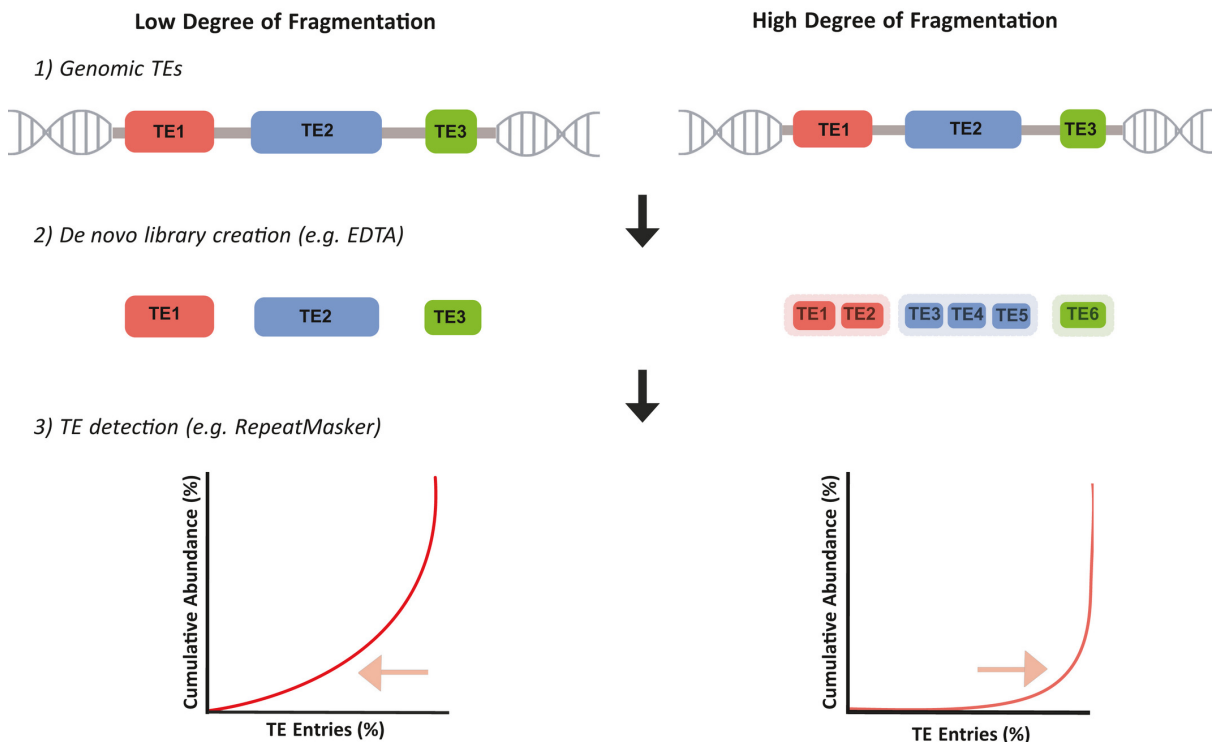 Low Degree of Fragmentation
High Degree of Fragmentation
1) Genomic TEs
TE1
TE2
TE3
TE1
TE2
TE3
2) De novo library creation (e.g. EDTA)
TE1
TE2
TE3
TE1
TE2
TE3
TE4
TE5
TE6
3) TE detection (e.g. RepeatMasker)
Cumulative Abundance (%)
TE Entries (%)
Cumulative Abundance (%)
TE Entries (%)